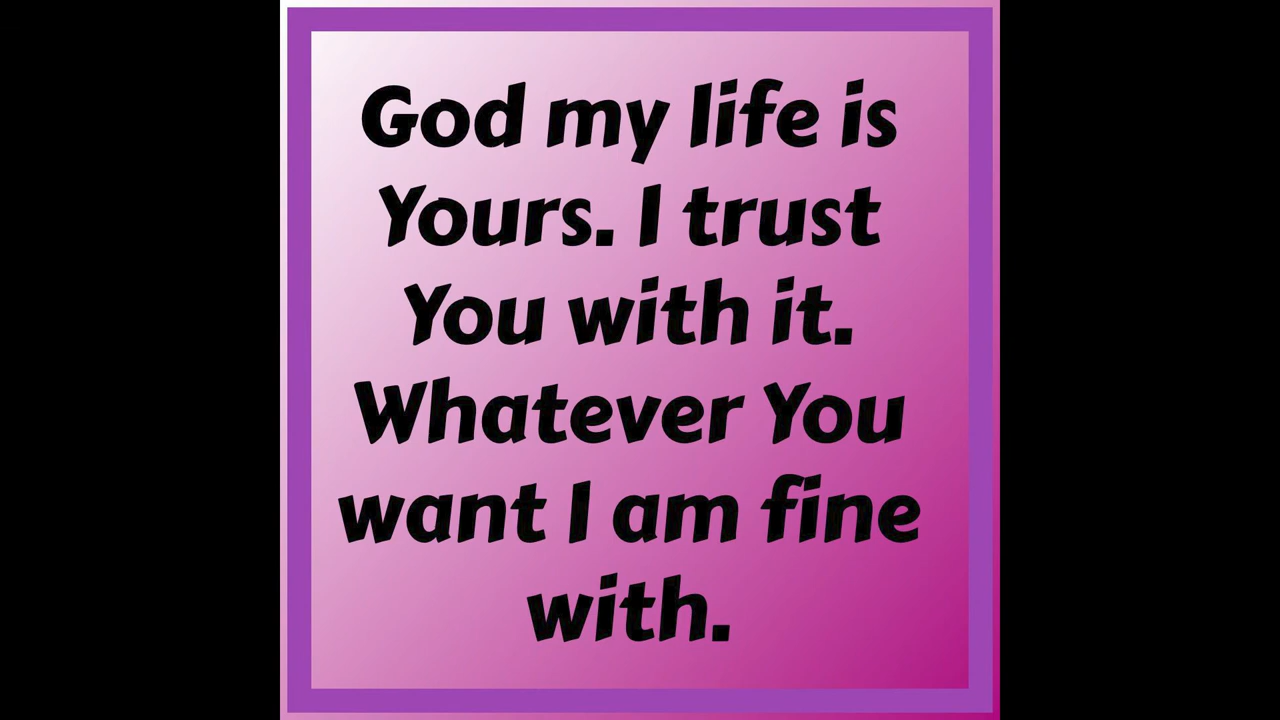 God my life is
Yours. I trust
You with it.
Whatever You
want I am fine
with.